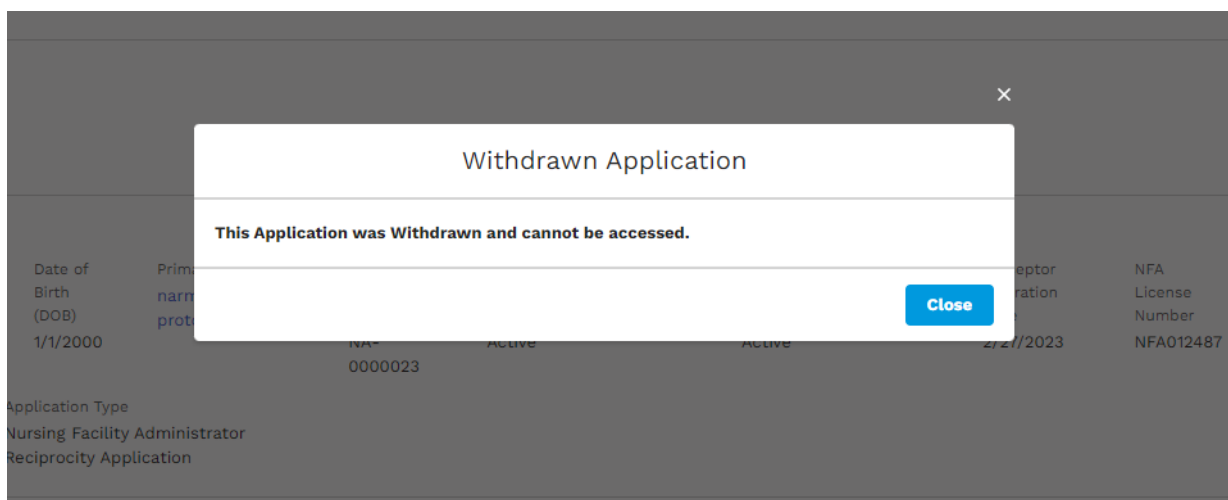 ×
Withdrawn Application
This Application was Withdrawn and cannot be accessed.
Close
Date of
Birth
(DOB)
1/1/2000
NA-
0000023
Active
Active
2/27/2023
NFA
License
Number
NFA012487
Application Type
Nursing Facility Administrator
Reciprocity Application